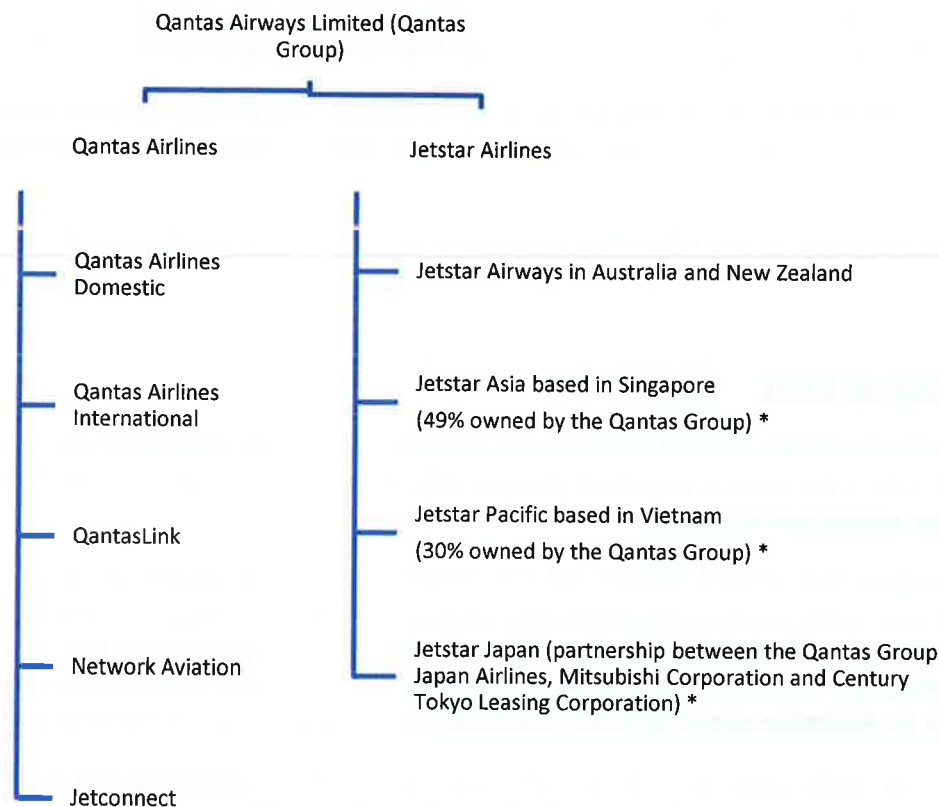 Qantas Airways Limited (Qantas
Group)
Qantas Airlines
Jetstar Airlines
Qantas Airlines
Domestic
Jetstar Airways in Australia and New Zealand
Qantas Airlines
International
Jetstar Asia based in Singapore
(49% owned by the Qantas Group) *
QantasLink
Jetstar Pacific based in Vietnam
(30% owned by the Qantas Group) *
Network Aviation
Jetstar Japan (partnership between the Qantas Group
Japan Airlines, Mitsubishi Corporation and Century
Tokyo Leasing Corporation) *
Jetconnect